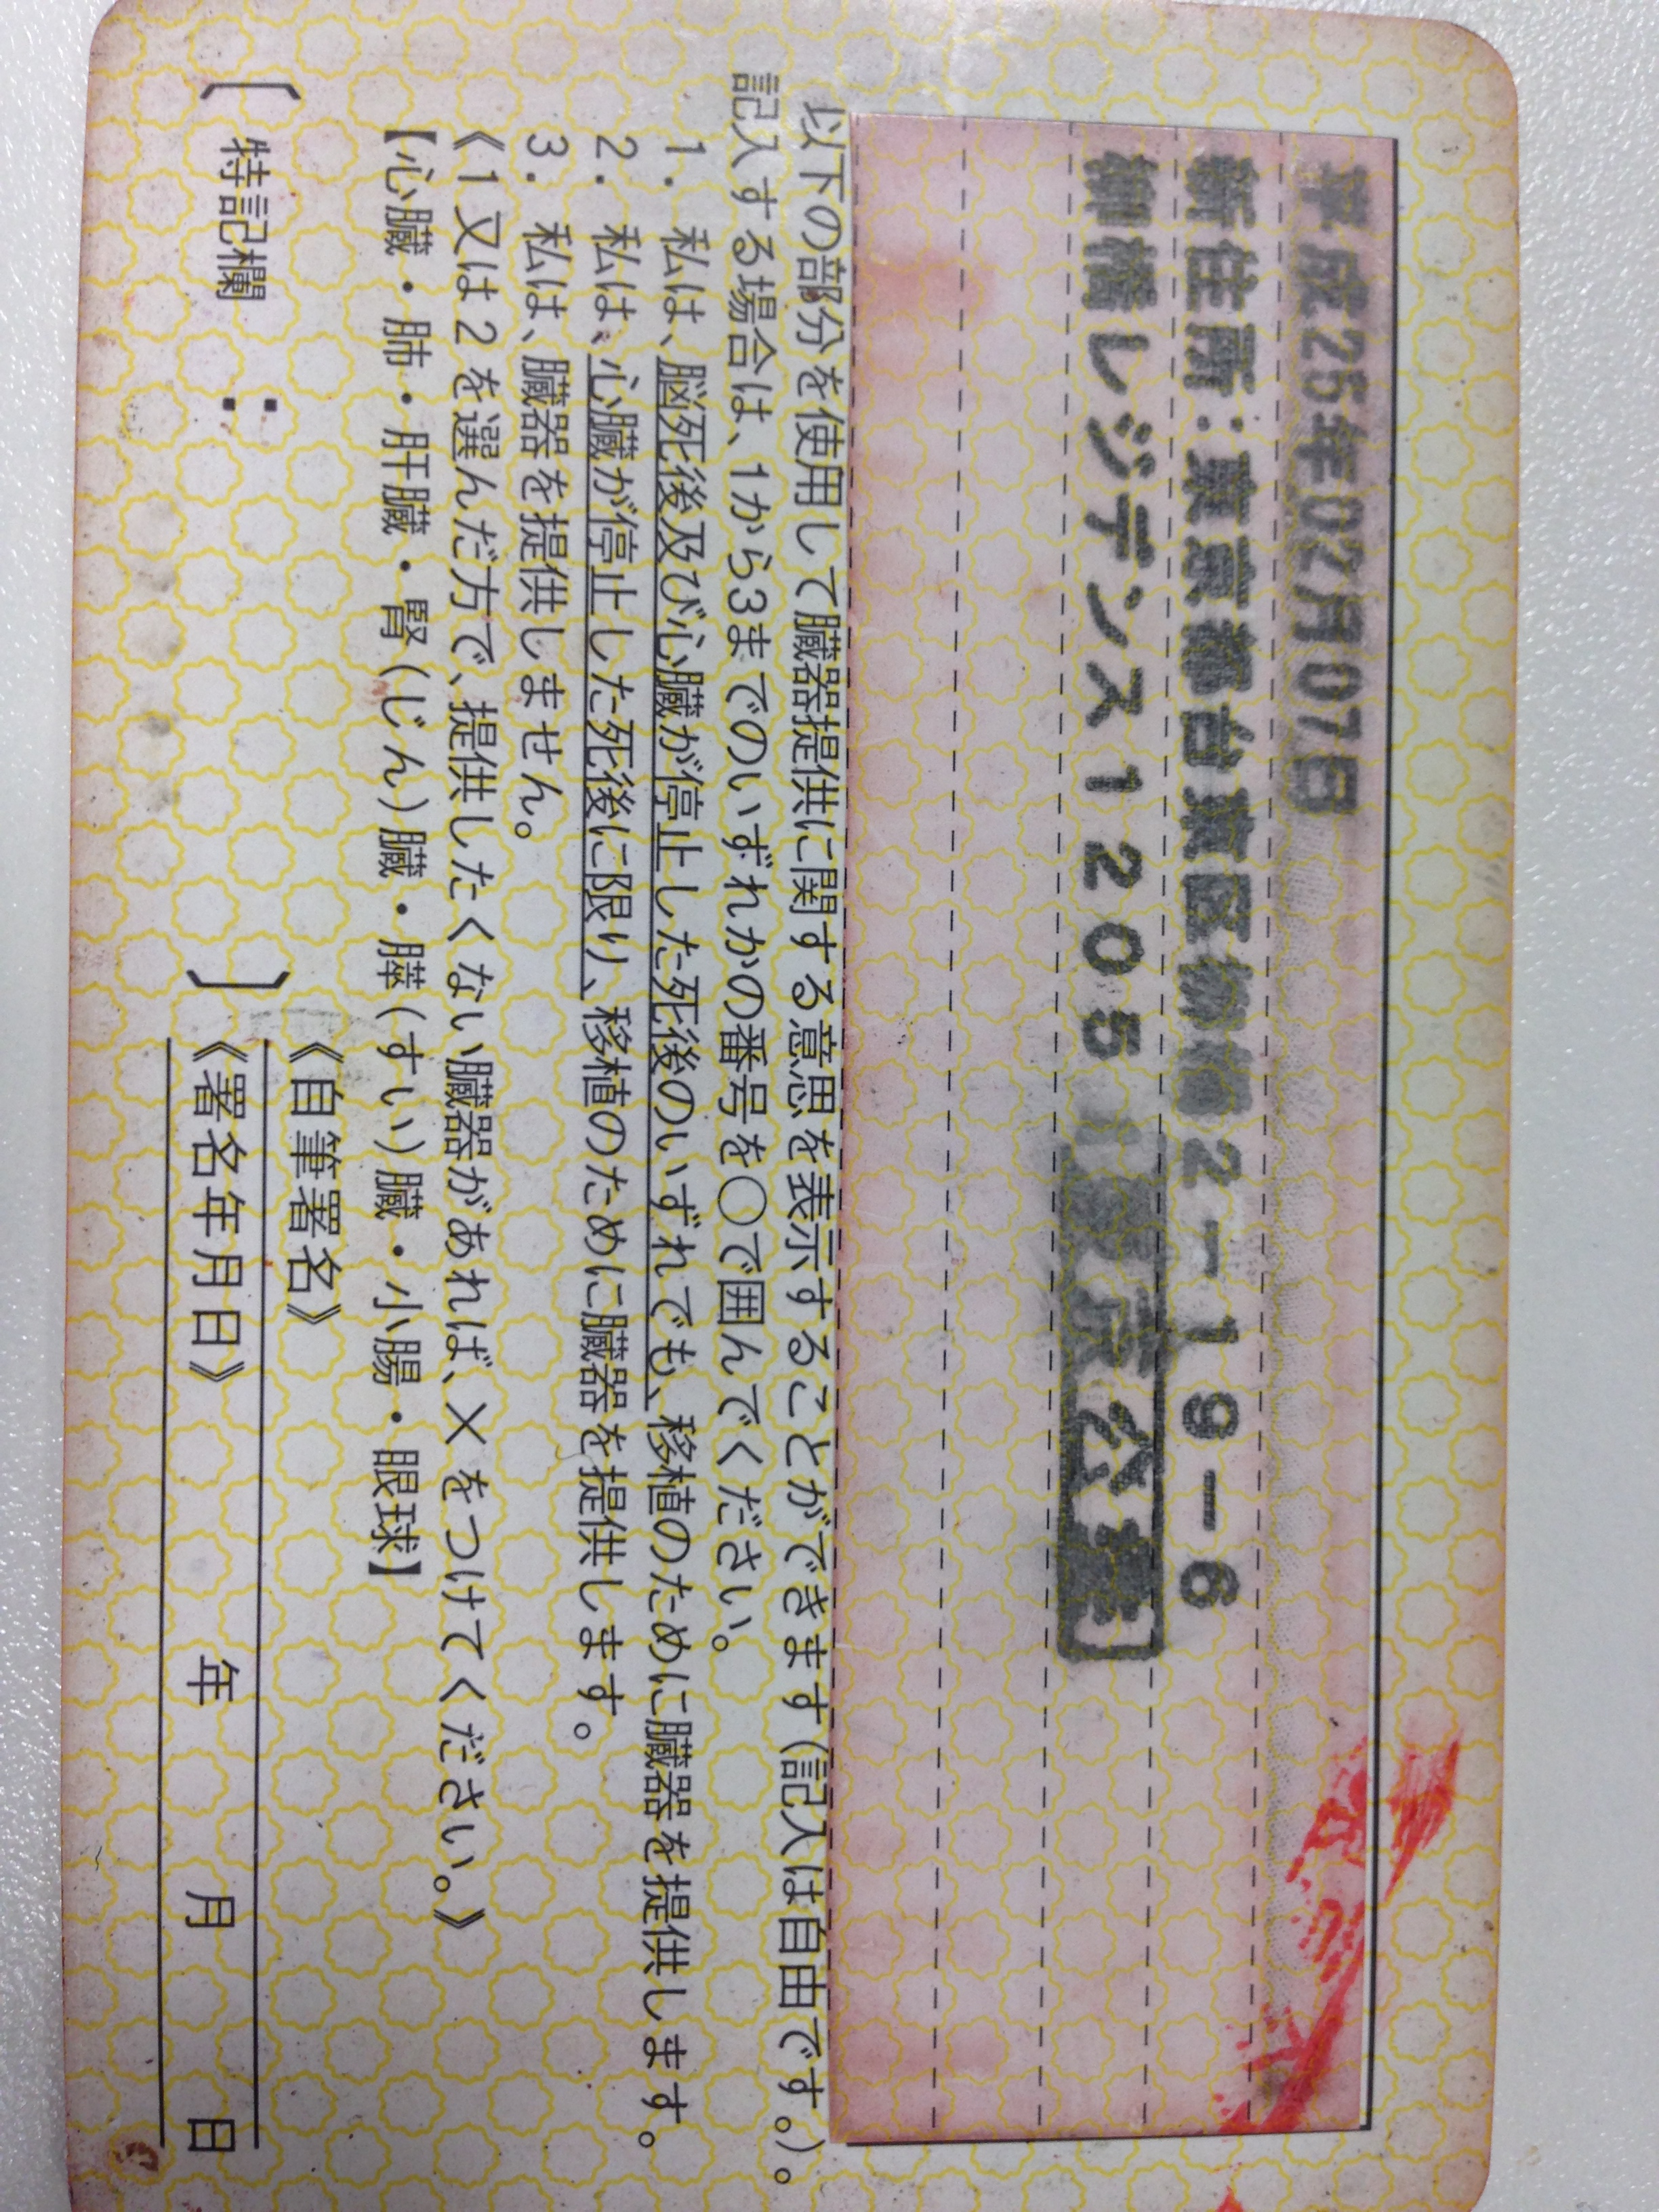 平成25年02月07日
新住所：東京都台東区柳橋2−19−6
柳橋レジデンス1205
公委
以下の部分を使用して臓器提供に関する意思を表示することができます(記入は自由です。)。
記入する場合は、1から3までのいずれかの番号を〇で囲んでください。
1. 私は、脳死後及び心臓が停止した死後のいずれでも、移植のために臓器を提供します。
2. 私は、心臓が停止した死後に限り、移植のために臓器を提供します。
3. 私は、臓器を提供しません。
《1又は2を選んだ方で、提供したくない臓器があれば、×をつけてください。》
【心臓・肺・肝臓・腎(じん)臓・膵(すい)臓・小腸・眼球】
〔特記欄：〕
《自筆署名》
《署名年月日》 年 月 日